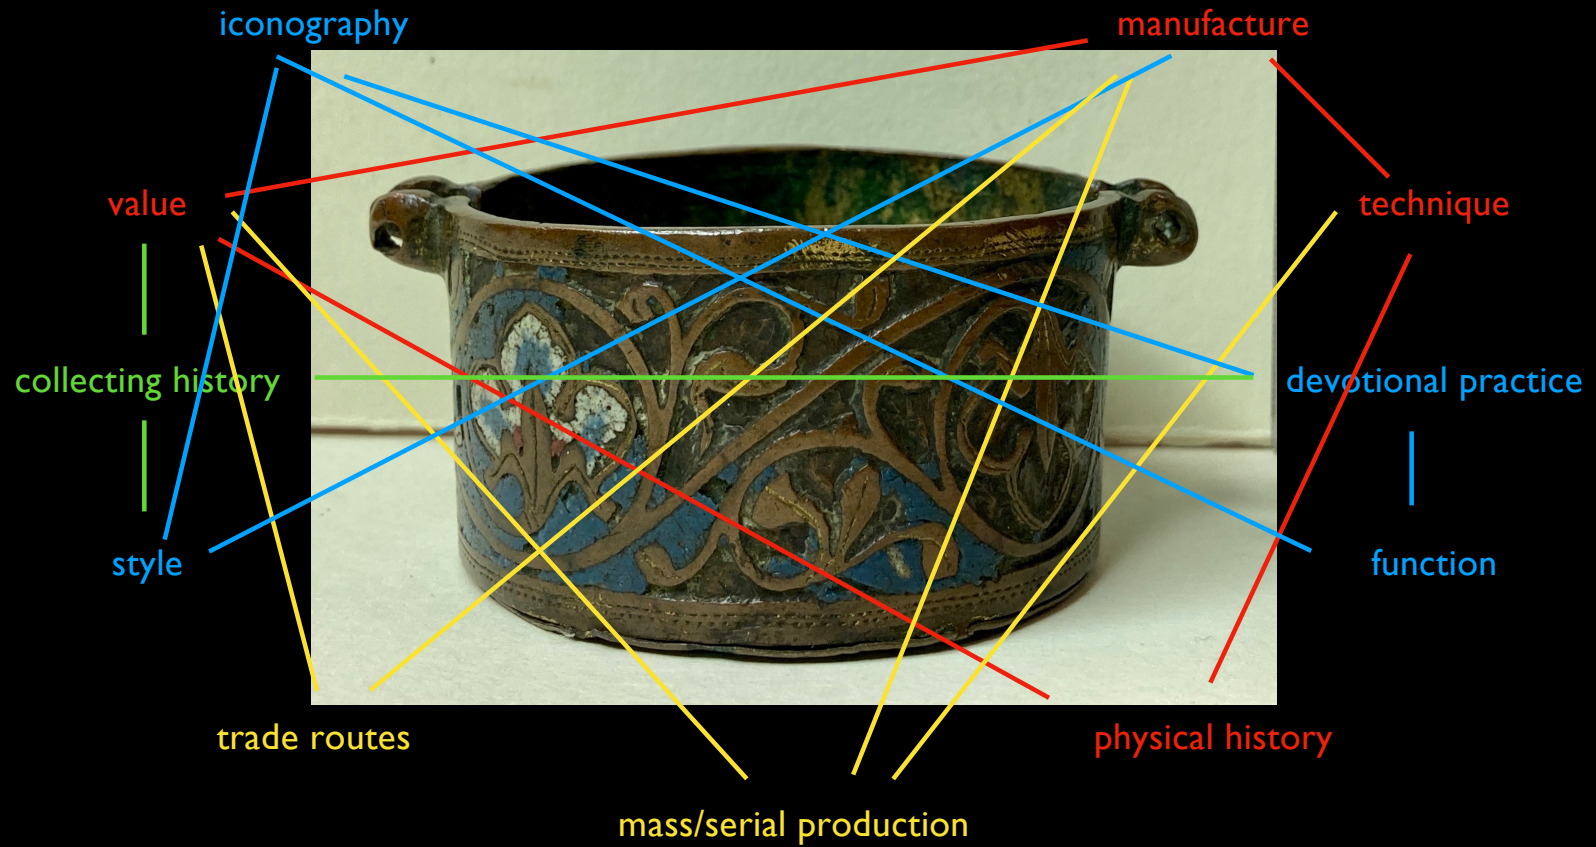 iconography
manufacture
value
technique
collecting history
devotional practice
style
function
trade routes
physical history
mass/serial production